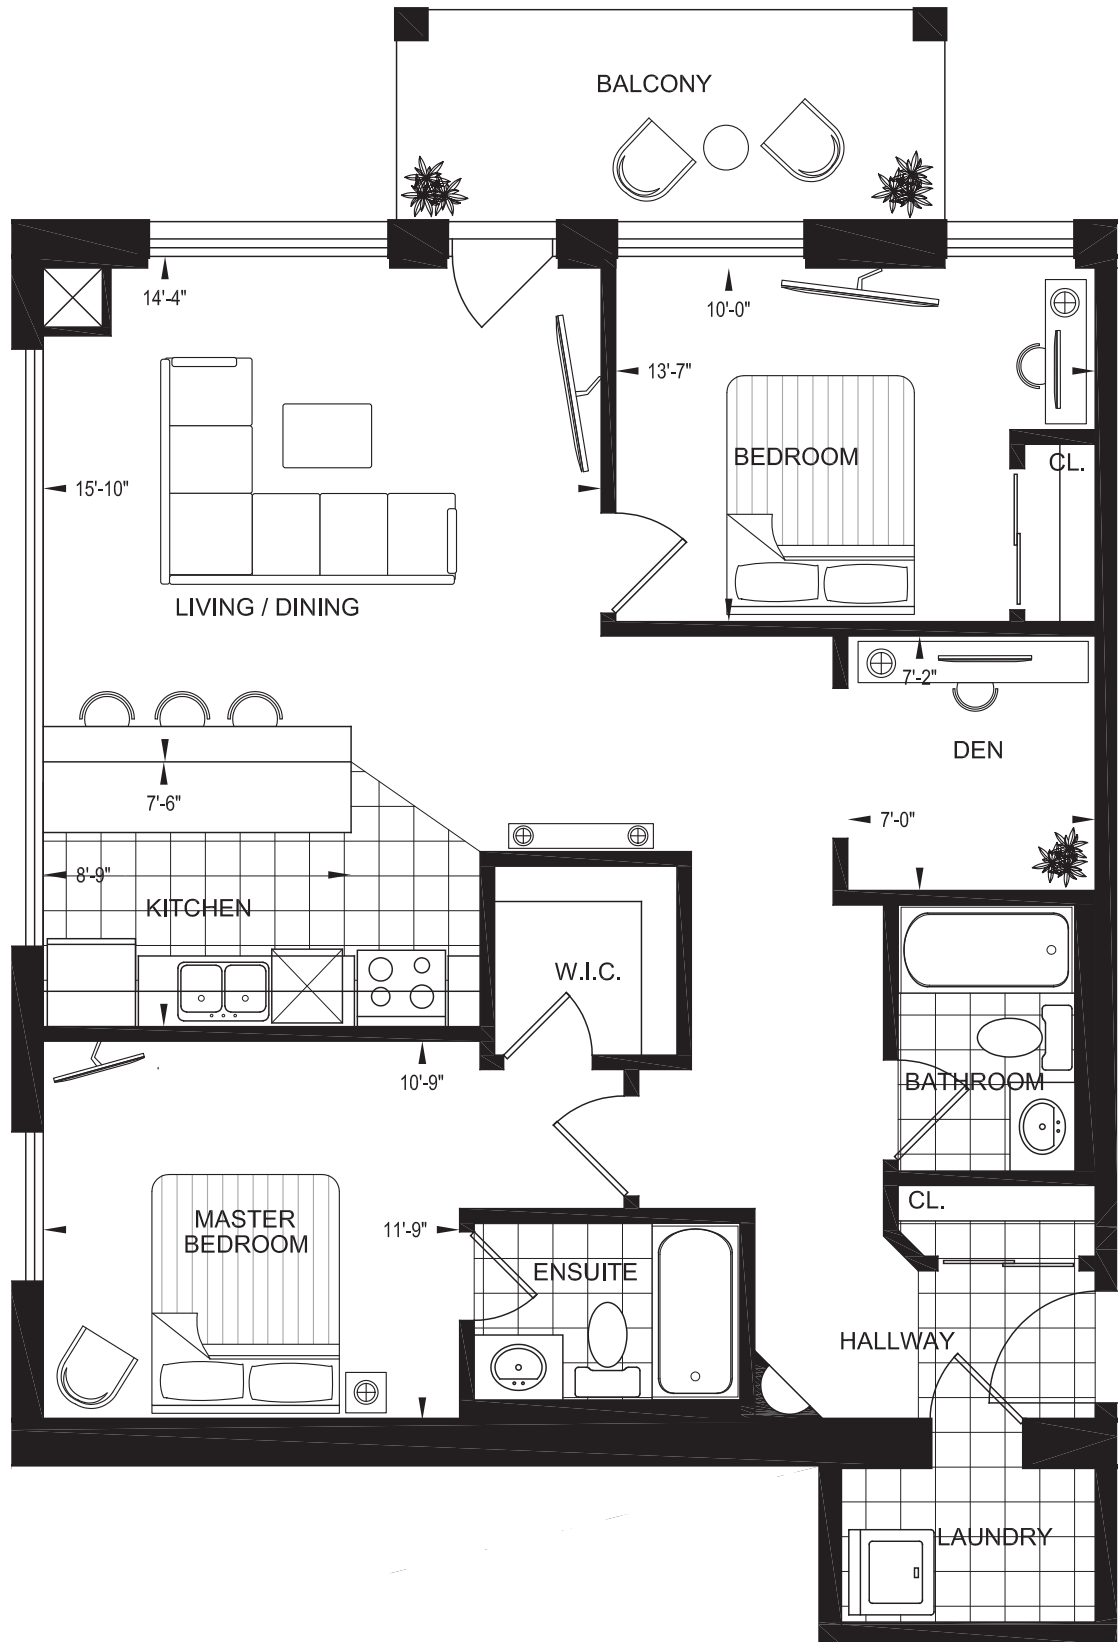 BALCONY
14'-4"
10'-0"
13'-7"
BEDROOM
CL.
15'-10"
LIVING / DINING
7'-2"
DEN
7'-6"
7'-0"
8'-9"
KITCHEN
W.I.C.
10'-9"
BATHROOM
CL.
MASTER
BEDROOM
11'-9"
ENSUITE
HALLWAY
LAUNDRY